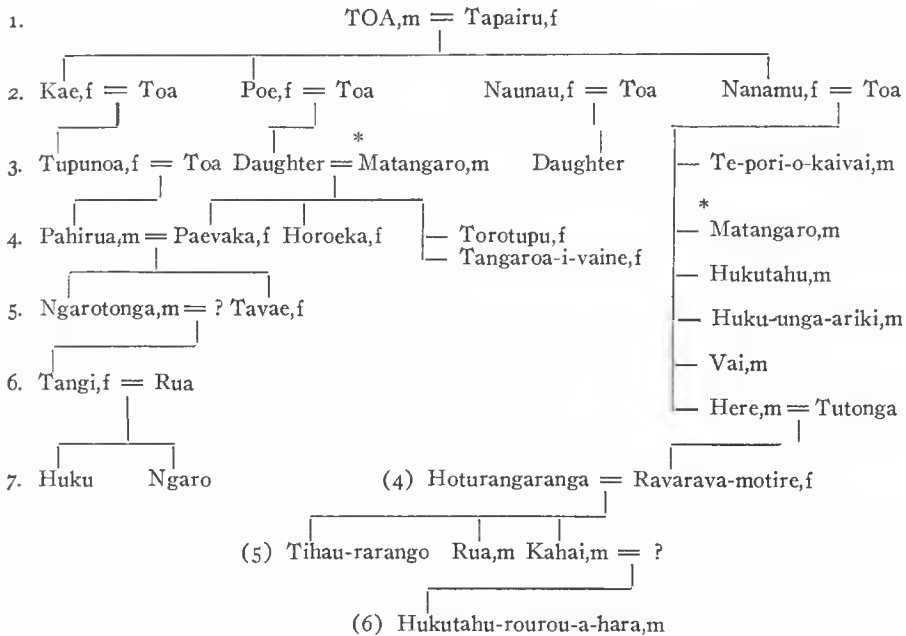 1. TOA,m = Tapairu,f
2. Kae,f = Toa Poe,f = Toa Naunau,f = Toa Nanamu,f = Toa
3. Tupunoa,f = Toa Daughter = Matangaro,m Daughter — Te-pori-o-kaivai,m
*
*
— Matangaro,m
4. Pahirua,m = Paevaka,f Horoeka,f — Torotupu,f
— Tangaroa-i-vaine,f
— Hukutahu,m
5. Ngarotonga,m = ? Tavae,f — Huku-unga-ariki,m
— Vai,m
6. Tangi,f = Rua
— Here,m = Tutonga
7. Huku Ngaro (4) Hoturangaranga = Ravarava-motire,f
(5) Tihau-rarango Rua,m Kahai,m = ?
(6) Hukutahu-rourou-a-hara,m